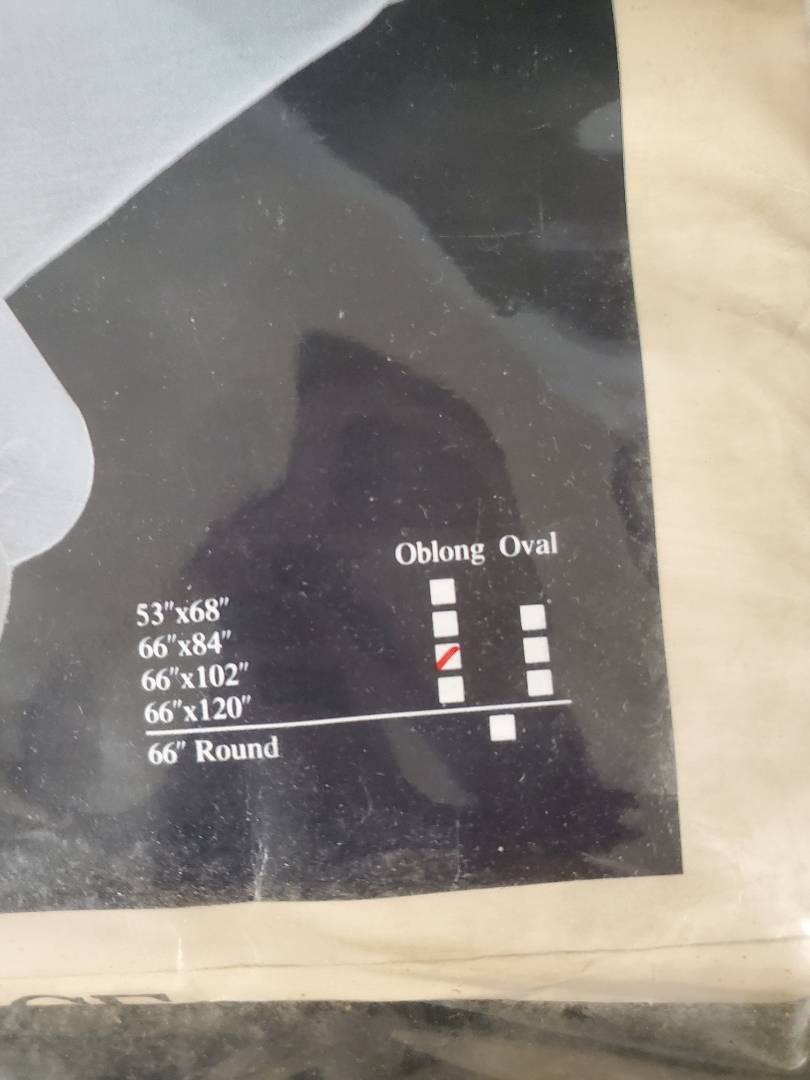 Oblong Oval
53"x68"
66"x84"
66"x102"
66"x120"
66" Round